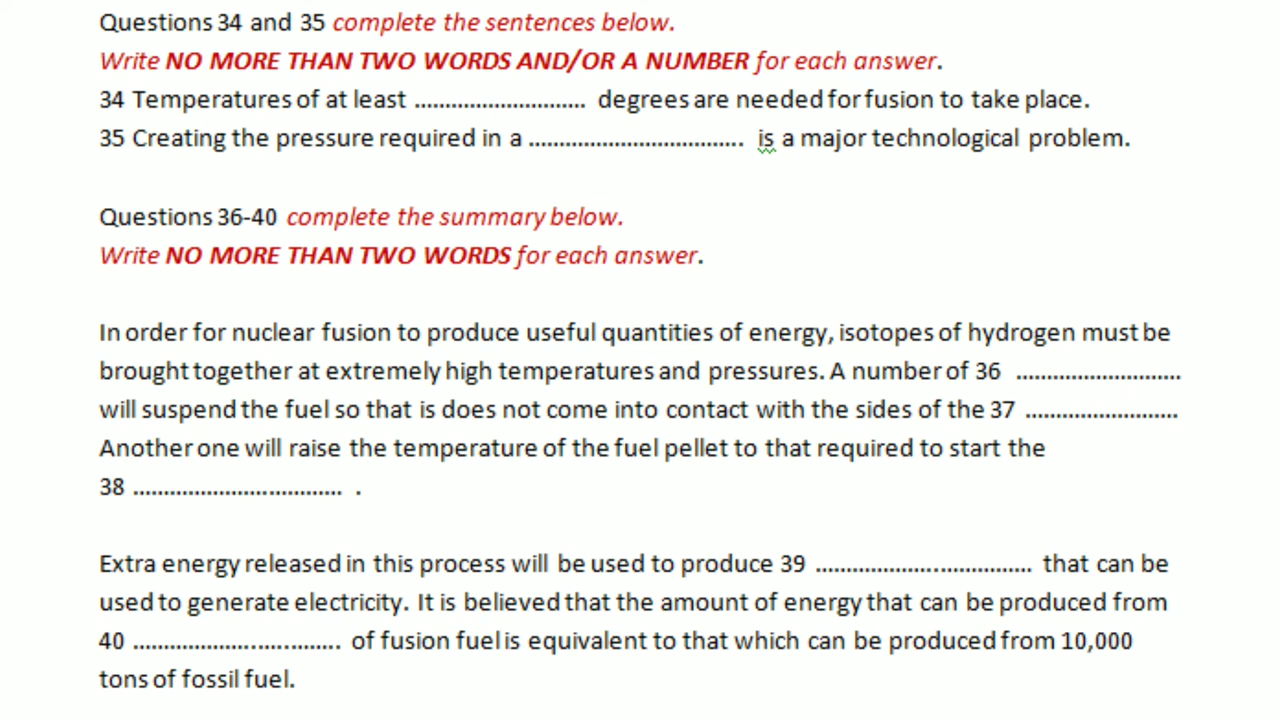 Questions 34 and 35 complete the sentences below.
Write NO MORE THAN TWO WORDS AND/OR A NUMBER for each answer.
34 Temperatures of at least ............................ degrees are needed for fusion to take place.
35 Creating the pressure required in a ................................... is a major technological problem.
Questions 36-40 complete the summary below.
Write NO MORE THAN TWO WORDS for each answer.
In order for nuclear fusion to produce useful quantities of energy, isotopes of hydrogen must be
brought together at extremely high temperatures and pressures. A number of 36 ...........................
will suspend the fuel so that is does not come into contact with the sides of the 37 .........................
Another one will raise the temperature of the fuel pellet to that required to start the
38 .................................. .
Extra energy released in this process will be used to produce 39 ................................... that can be
used to generate electricity. It is believed that the amount of energy that can be produced from
40 .................................. of fusion fuel is equivalent to that which can be produced from 10,000
tons of fossil fuel.